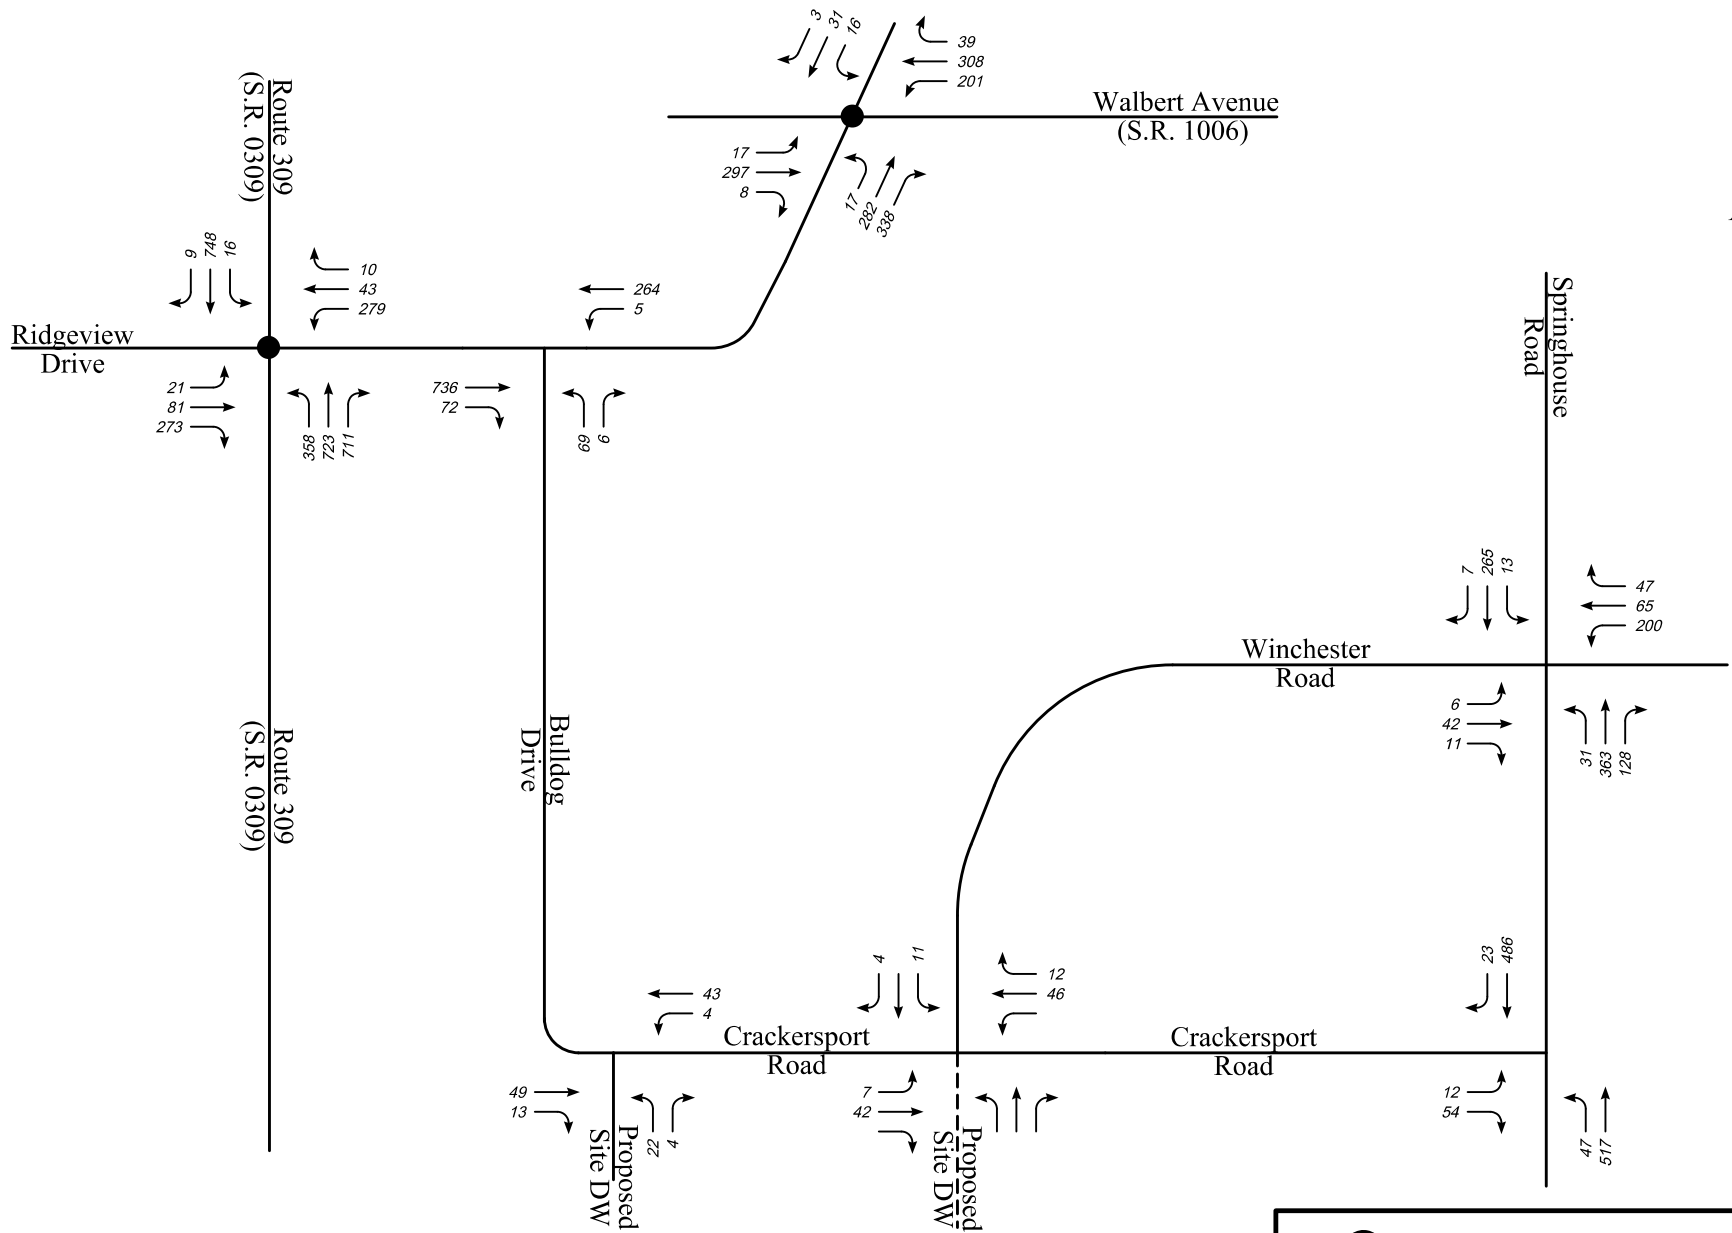 3
31
16
39
308
201
Walbert Avenue
(S.R. 1006)
17
297
8
17
282
338
Route 309
(S.R. 0309)
9
748
16
10
43
279
Ridgeview
Drive
21
81
273
358
723
711
264
5
736
72
69
6
Springhouse
Road
7
265
13
47
65
200
Winchester
Road
6
42
11
31
363
128
Route 309
(S.R. 0309)
Bulldog
Drive
43
4
Crackersport
Road
49
13
22
4
Proposed
Site DW
4
11
12
46
7
42
Proposed
Site DW
Crackersport
Road
23
486
12
54
47
517